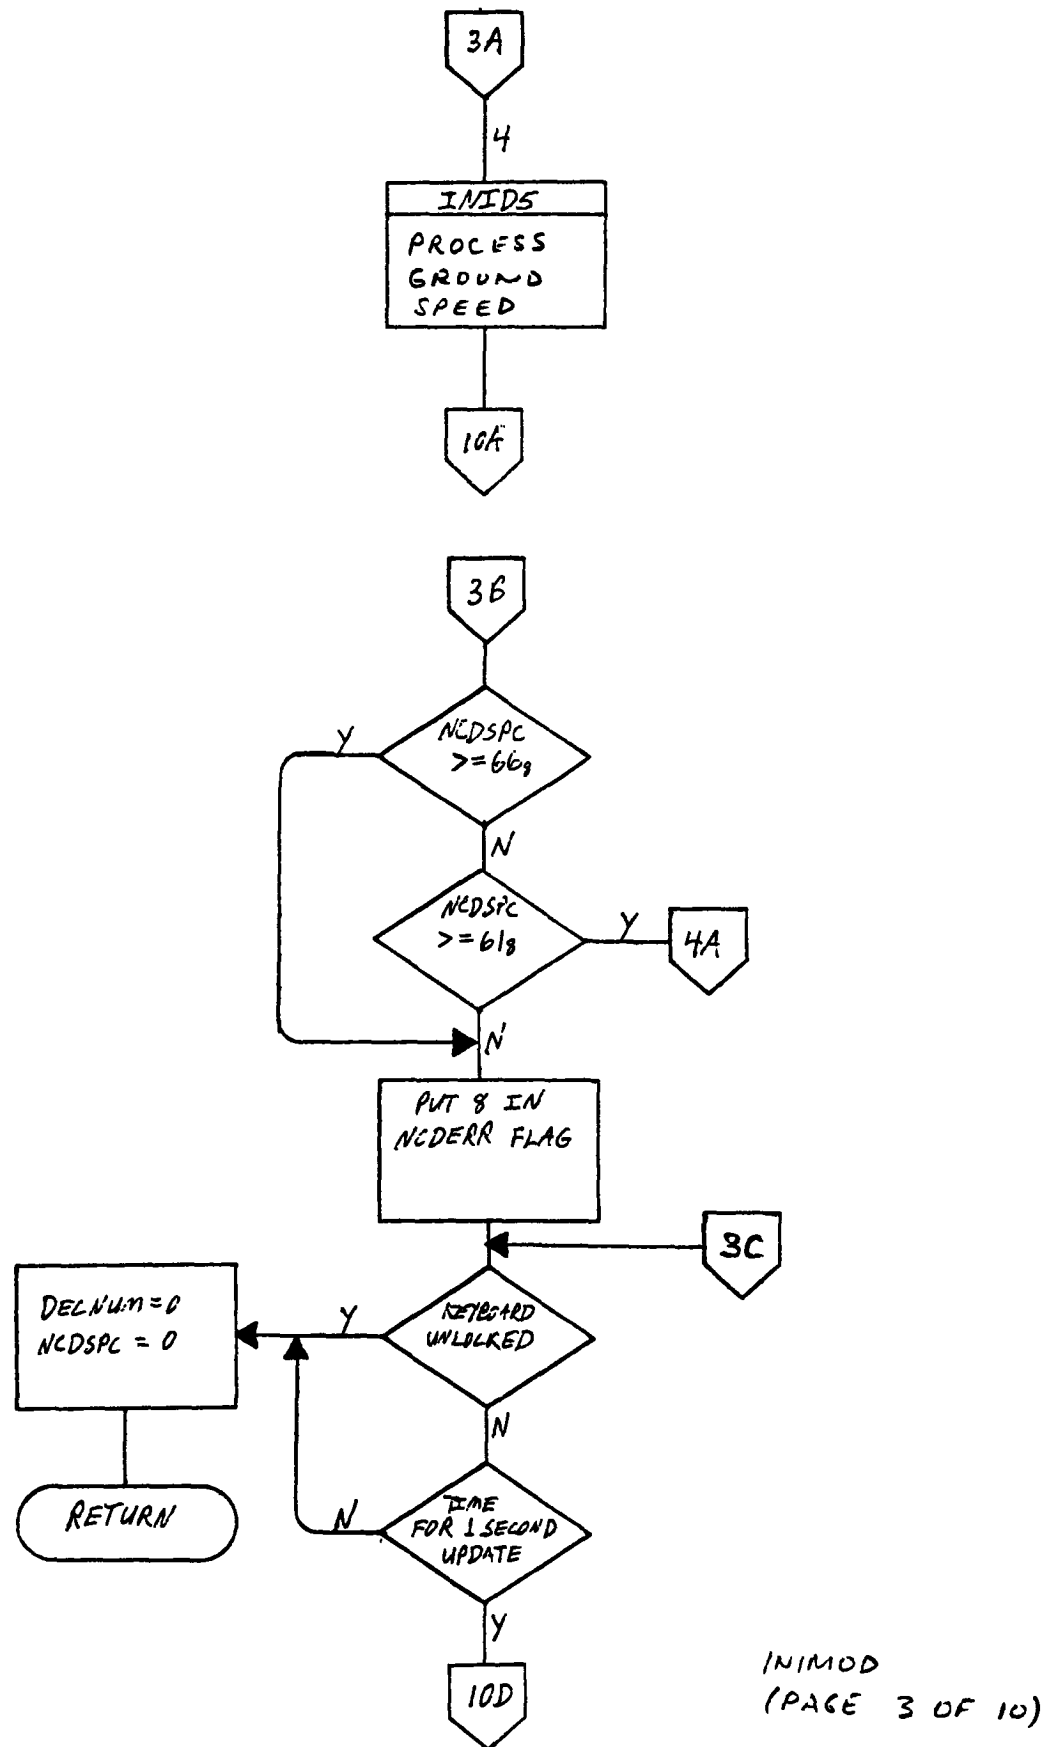 3A
4
INID5
PROCESS
GROUND
SPEED
10A
3B
NCDSPC
>=66₈
Y
N
NCDSPC
>=61₈
Y
4A
N
PUT 8 IN
NCDERR FLAG
3C
KEYBOARD
UNLOCKED
Y
DECNUM=0
NCDSPC = 0
N
RETURN
TIME
FOR 1 SECOND
UPDATE
N
Y
10D
INIMOD
(PAGE 3 OF 10)